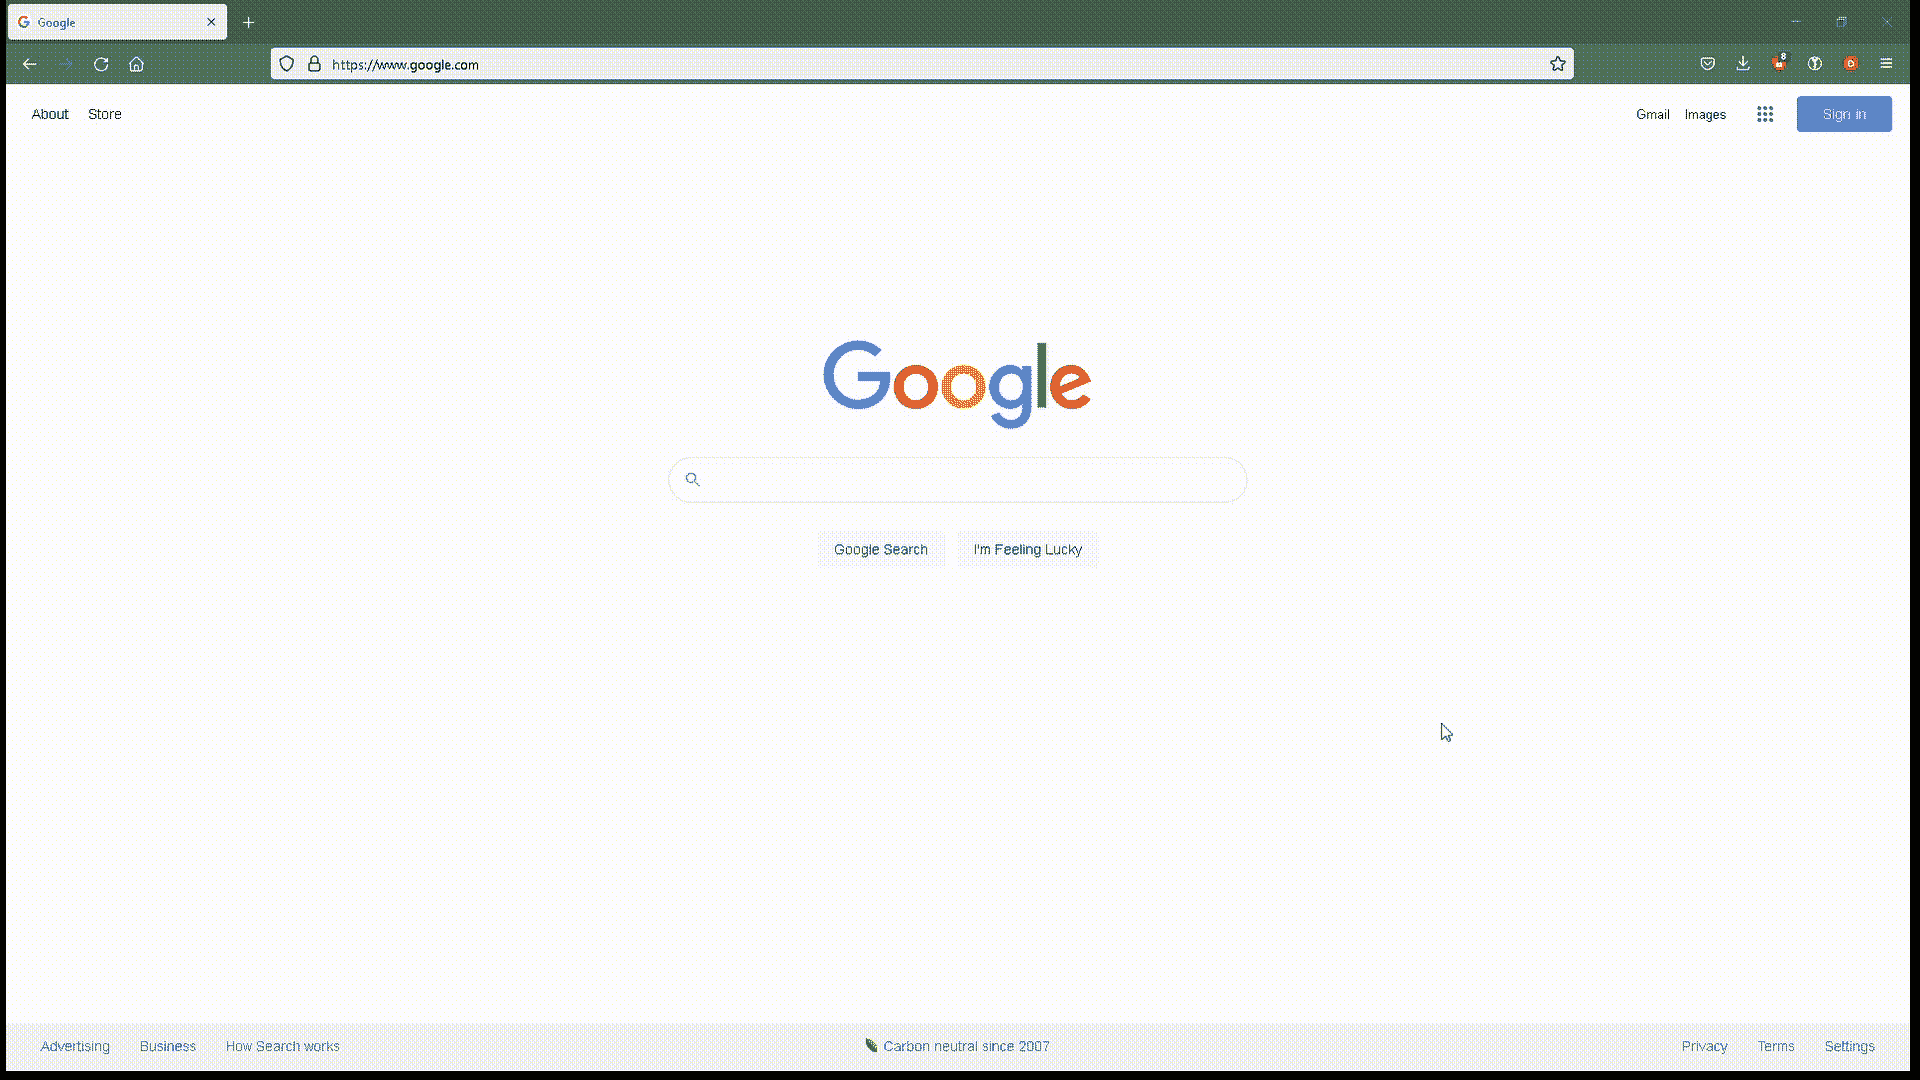 Google
https://www.google.com
8
About Store
Gmail Images Sign in
Google
Google Search I'm Feeling Lucky
Advertising Business How Search works
Carbon neutral since 2007
Privacy Terms Settings